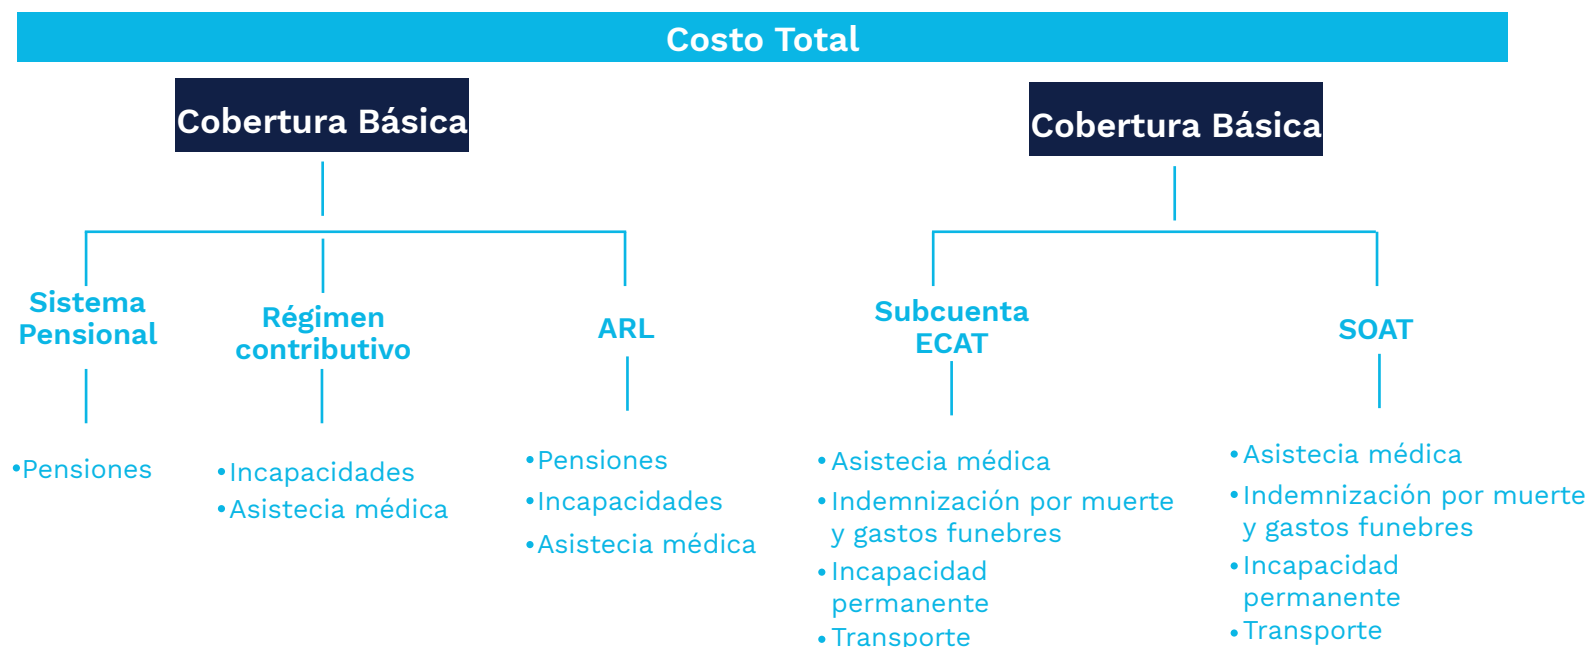 Costo Total
Cobertura Básica
Sistema
Pensional
•Pensiones
Régimen
contributivo
•Incapacidades
•Asistecia médica
ARL
•Pensiones
•Incapacidades
•Asistecia médica
Cobertura Básica
Subcuenta
ECAT
•Asistecia médica
•Indemnización por muerte
y gastos funebres
•Incapacidad
permanente
•Transporte
SOAT
•Asistecia médica
•Indemnización por muerte
y gastos funebres
•Incapacidad
permanente
•Transporte